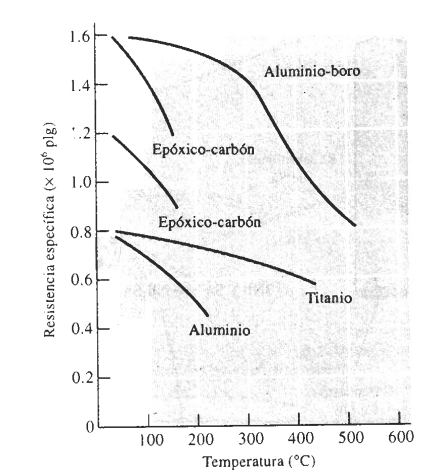 1.6
1.4
1.2
1.0
0.8
0.6
0.4
0.2
0
Resistencia específica (× 10⁶ plg)
Aluminio-boro
Epóxico-carbón
Epóxico-carbón
Titanio
Aluminio
100 200 300 400 500 600
Temperatura (°C)